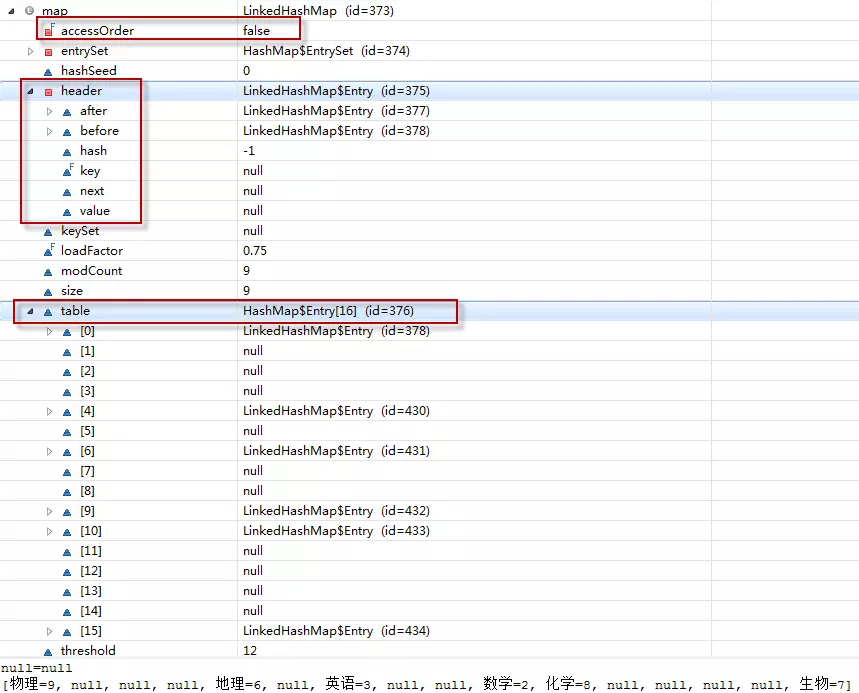 map LinkedHashMap (id=373)
accessOrder false
entrySet HashMap$EntrySet (id=374)
hashSeed 0
header LinkedHashMap$Entry (id=375)
after LinkedHashMap$Entry (id=377)
before LinkedHashMap$Entry (id=378)
hash -1
key null
next null
value null
keySet null
loadFactor 0.75
modCount 9
size 9
table HashMap$Entry[16] (id=376)
[0] LinkedHashMap$Entry (id=378)
[1] null
[2] null
[3] null
[4] LinkedHashMap$Entry (id=430)
[5] null
[6] LinkedHashMap$Entry (id=431)
[7] null
[8] null
[9] LinkedHashMap$Entry (id=432)
[10] LinkedHashMap$Entry (id=433)
[11] null
[12] null
[13] null
[14] null
[15] LinkedHashMap$Entry (id=434)
threshold 12
null=null
[物理=9, null, null, null, 地理=6, null, 英语=3, null, null, 数学=2, 化学=8, null, null, null, null, 生物=7]